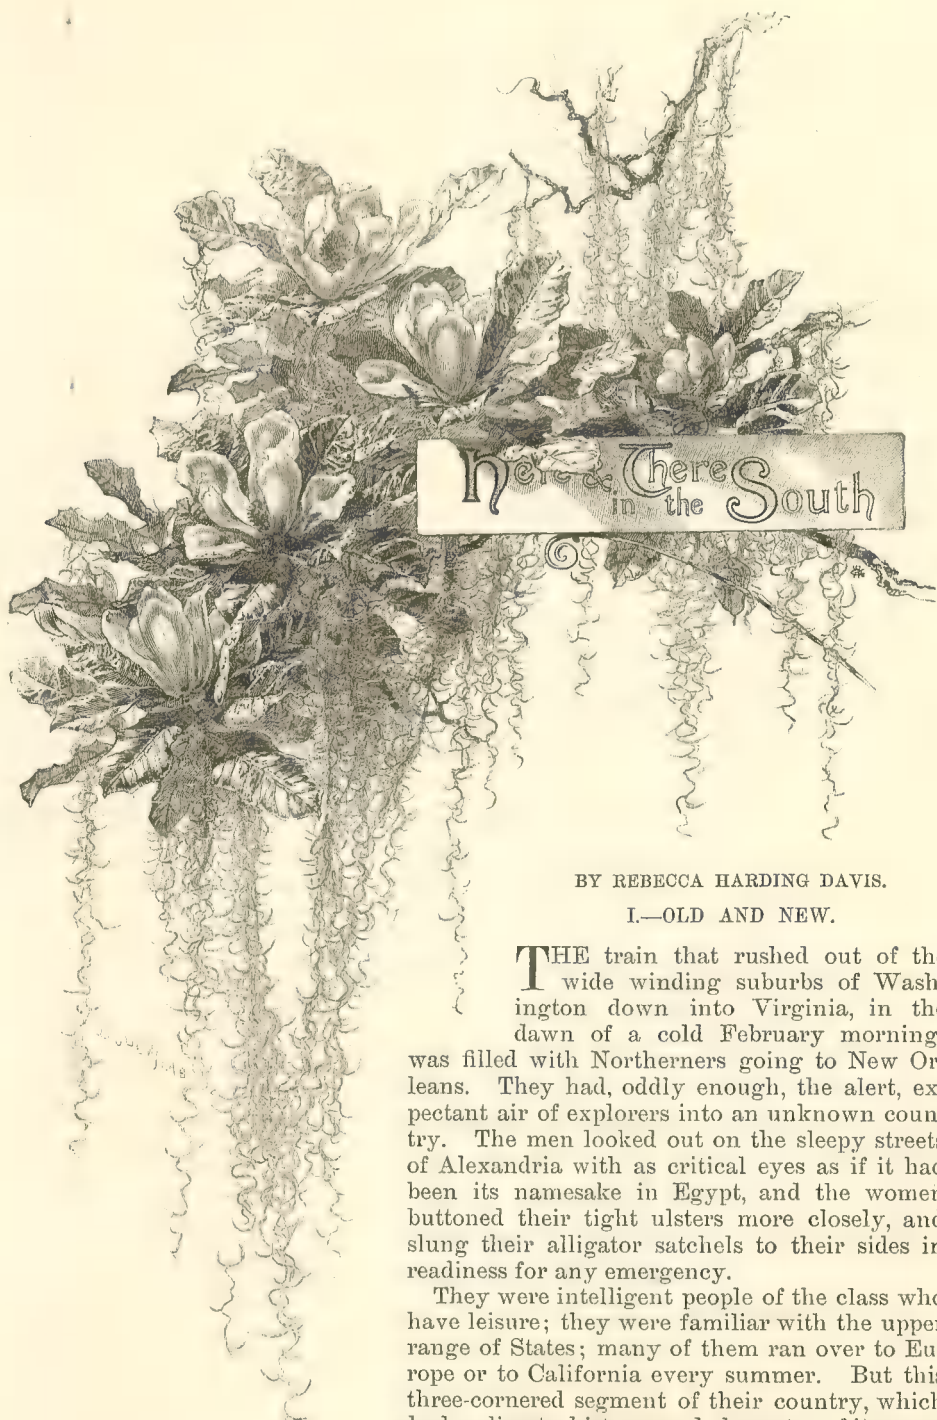 Here & There
in the South
BY REBECCA HARDING DAVIS.
I.—OLD AND NEW.
THE train that rushed out of th
wide winding suburbs of Wash
ington down into Virginia, in th
dawn of a cold February morning
was filled with Northerners going to New Or
leans. They had, oddly enough, the alert, ex
pectant air of explorers into an unknown coun
try. The men looked out on the sleepy street
of Alexandria with as critical eyes as if it had
been its namesake in Egypt, and the women
buttoned their tight ulsters more closely, and
slung their alligator satchels to their sides in
readiness for any emergency.
They were intelligent people of the class who
have leisure; they were familiar with the upper
range of States; many of them ran over to Eu
rope or to California every summer. But this
three-cornered segment of their country, which